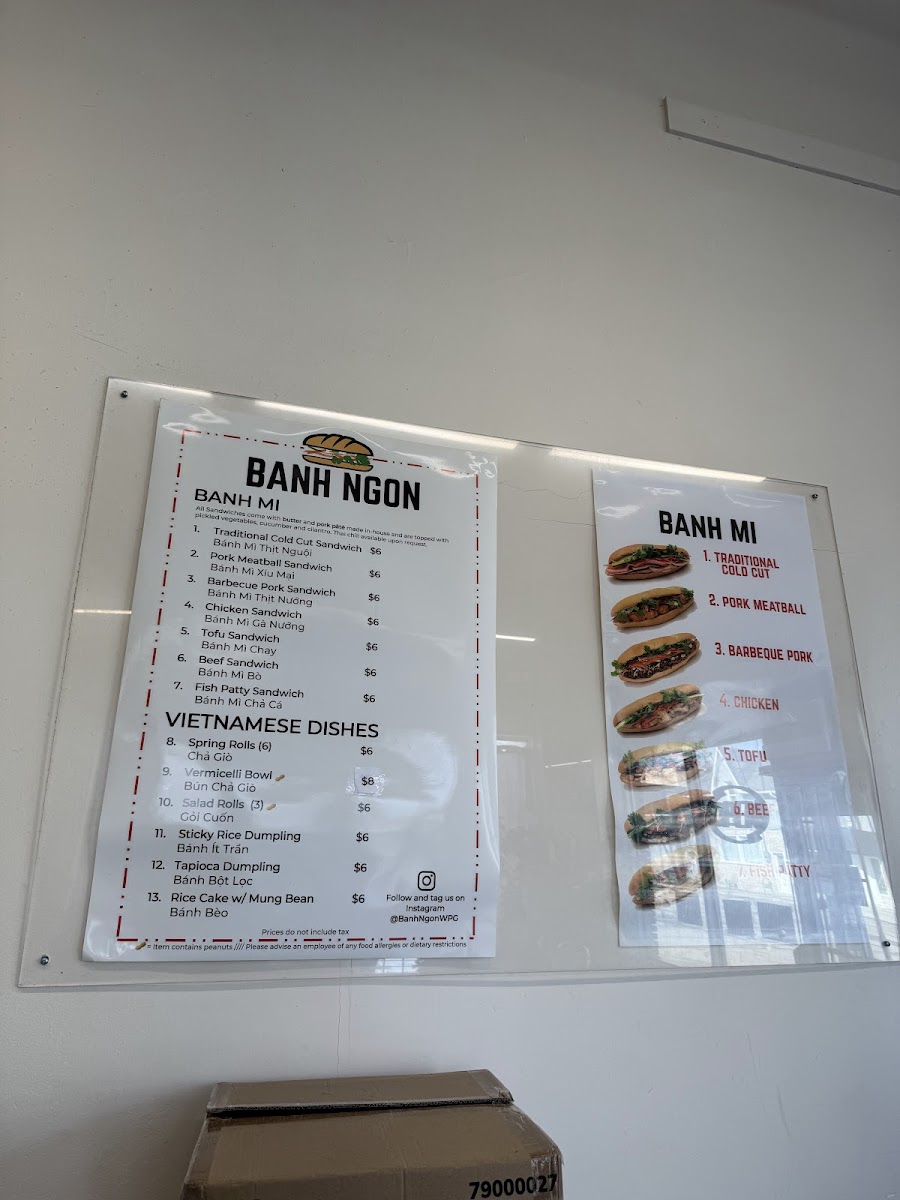 BANH NGON
BANH MI
All Sandwiches come with butter and pork pâté made in-house and are topped with
pickled vegetables, cucumber and cilantro. Thai chili available upon request.
1. Traditional Cold Cut Sandwich $6
Bánh Mì Thịt Nguội
2. Pork Meatball Sandwich $6
Bánh Mì Xíu Mại
3. Barbecue Pork Sandwich $6
Bánh Mì Thịt Nướng
4. Chicken Sandwich $6
Bánh Mì Gà Nướng
5. Tofu Sandwich $6
Bánh Mì Chay
6. Beef Sandwich $6
Bánh Mì Bò
7. Fish Patty Sandwich $6
Bánh Mì Chả Cá
VIETNAMESE DISHES
8. Spring Rolls (6) $6
Chả Giò
9. Vermicelli Bowl $8
Bún Chả Giò
10. Salad Rolls (3) $6
Gỏi Cuốn
11. Sticky Rice Dumpling $6
Bánh Ít Trần
12. Tapioca Dumpling $6
Bánh Bột Lọc
13. Rice Cake w/ Mung Bean $6
Bánh Bèo
Follow and tag us on
Instagram
@BanhNgonWPG
Prices do not include tax
= Item contains peanuts //// Please advise an employee of any food allergies or dietary restrictions
BANH MI
1. TRADITIONAL
COLD CUT
2. PORK MEATBALL
3. BARBEQUE PORK
4. CHICKEN
5. TOFU
6. BEEF
7. FISH PATTY
79000027